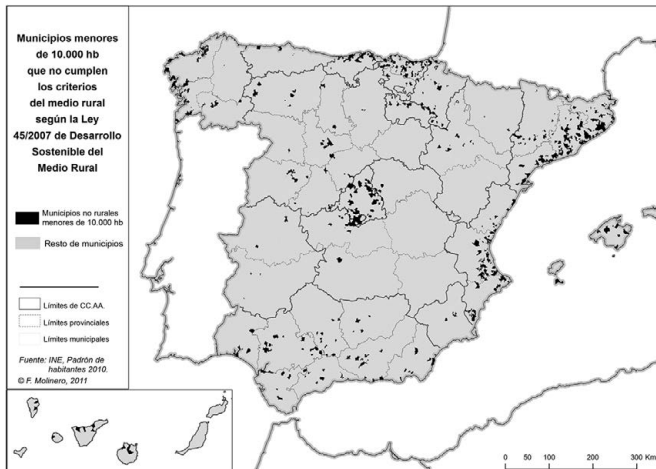 Municipios menores
de 10.000 hb
que no cumplen
los criterios
del medio rural
según la Ley
45/2007 de Desarrollo
Sostenible del
Medio Rural
Municipios no rurales
menores de 10.000 hb
Resto de municipios
Límites de CC.AA.
Límites provinciales
Límites municipales
Fuente: INE, Padrón de
habitantes 2010.
© F. Molinero, 2011
0 50 100 200 300 Km